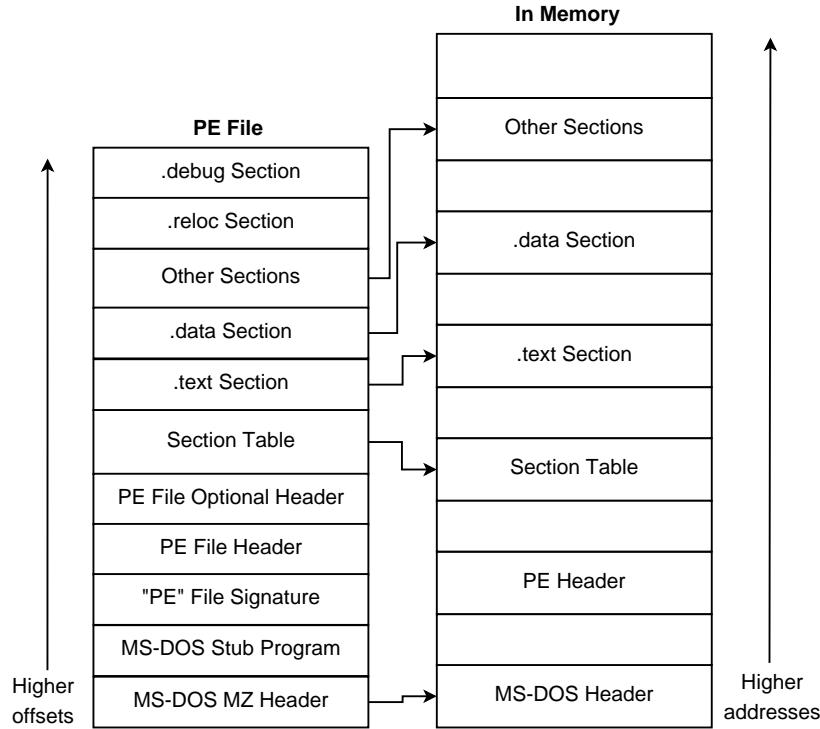 In Memory
PE File
.debug Section
.reloc Section
Other Sections
.data Section
.text Section
Section Table
PE File Optional Header
PE File Header
"PE" File Signature
MS-DOS Stub Program
MS-DOS MZ Header
Higher
offsets
Other Sections
.data Section
.text Section
Section Table
PE Header
MS-DOS Header
Higher
addresses